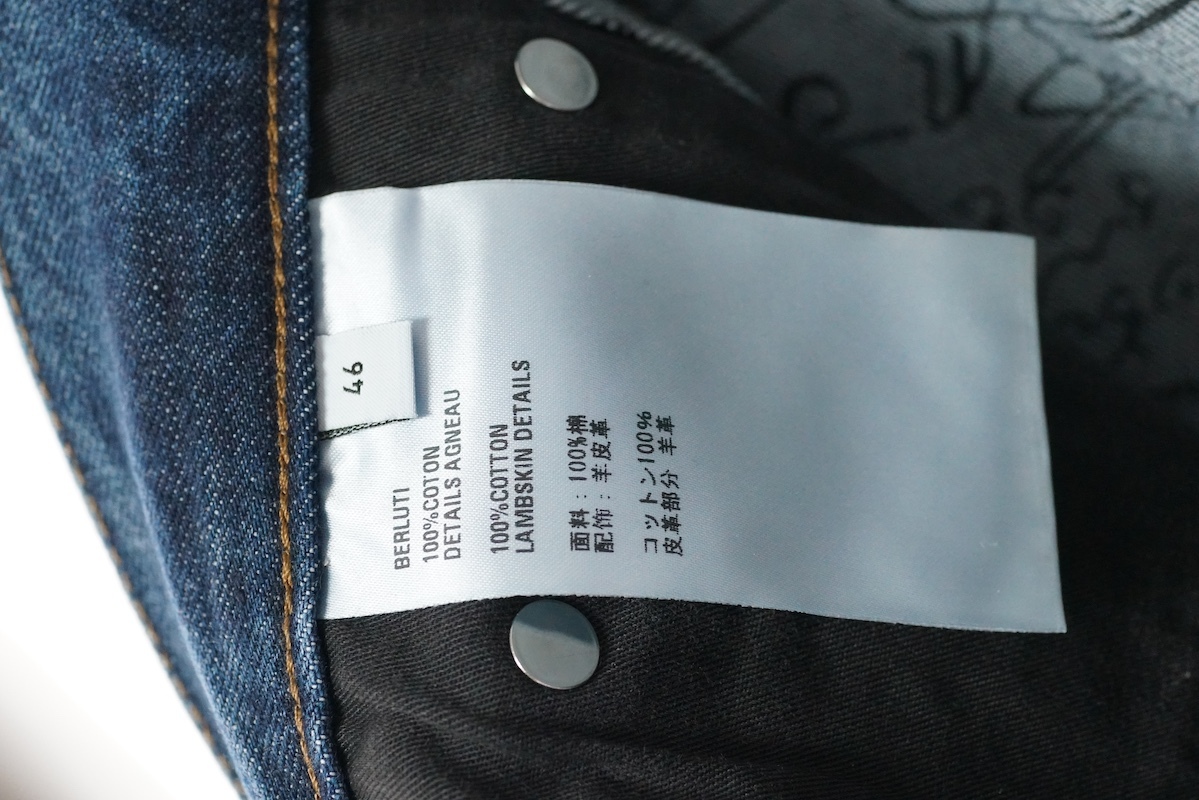 46
BERLUTI
100%COTON
DETAILS AGNEAU
100%COTTON
LAMBSKIN DETAILS
面料：100%棉
配饰：羊皮革
コットン100%
皮革部分 羊革